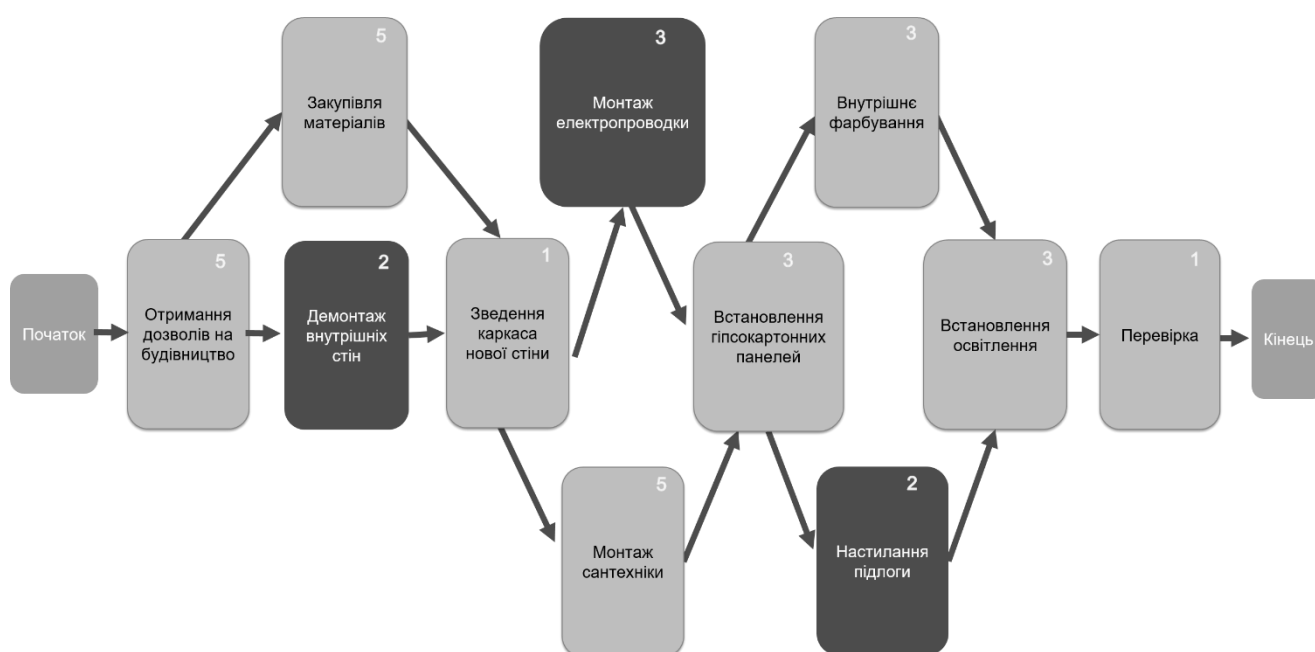 Початок
5
Отримання
дозволів на
будівництво
5
Закупівля
матеріалів
2
Демонтаж
внутрішніх
стін
1
Зведення
каркаса
нової стіни
3
Монтаж
електропроводки
5
Монтаж
сантехніки
3
Встановлення
гіпсокартонних
панелей
3
Внутрішнє
фарбування
2
Настилання
підлоги
3
Встановлення
освітлення
1
Перевірка
Кінець